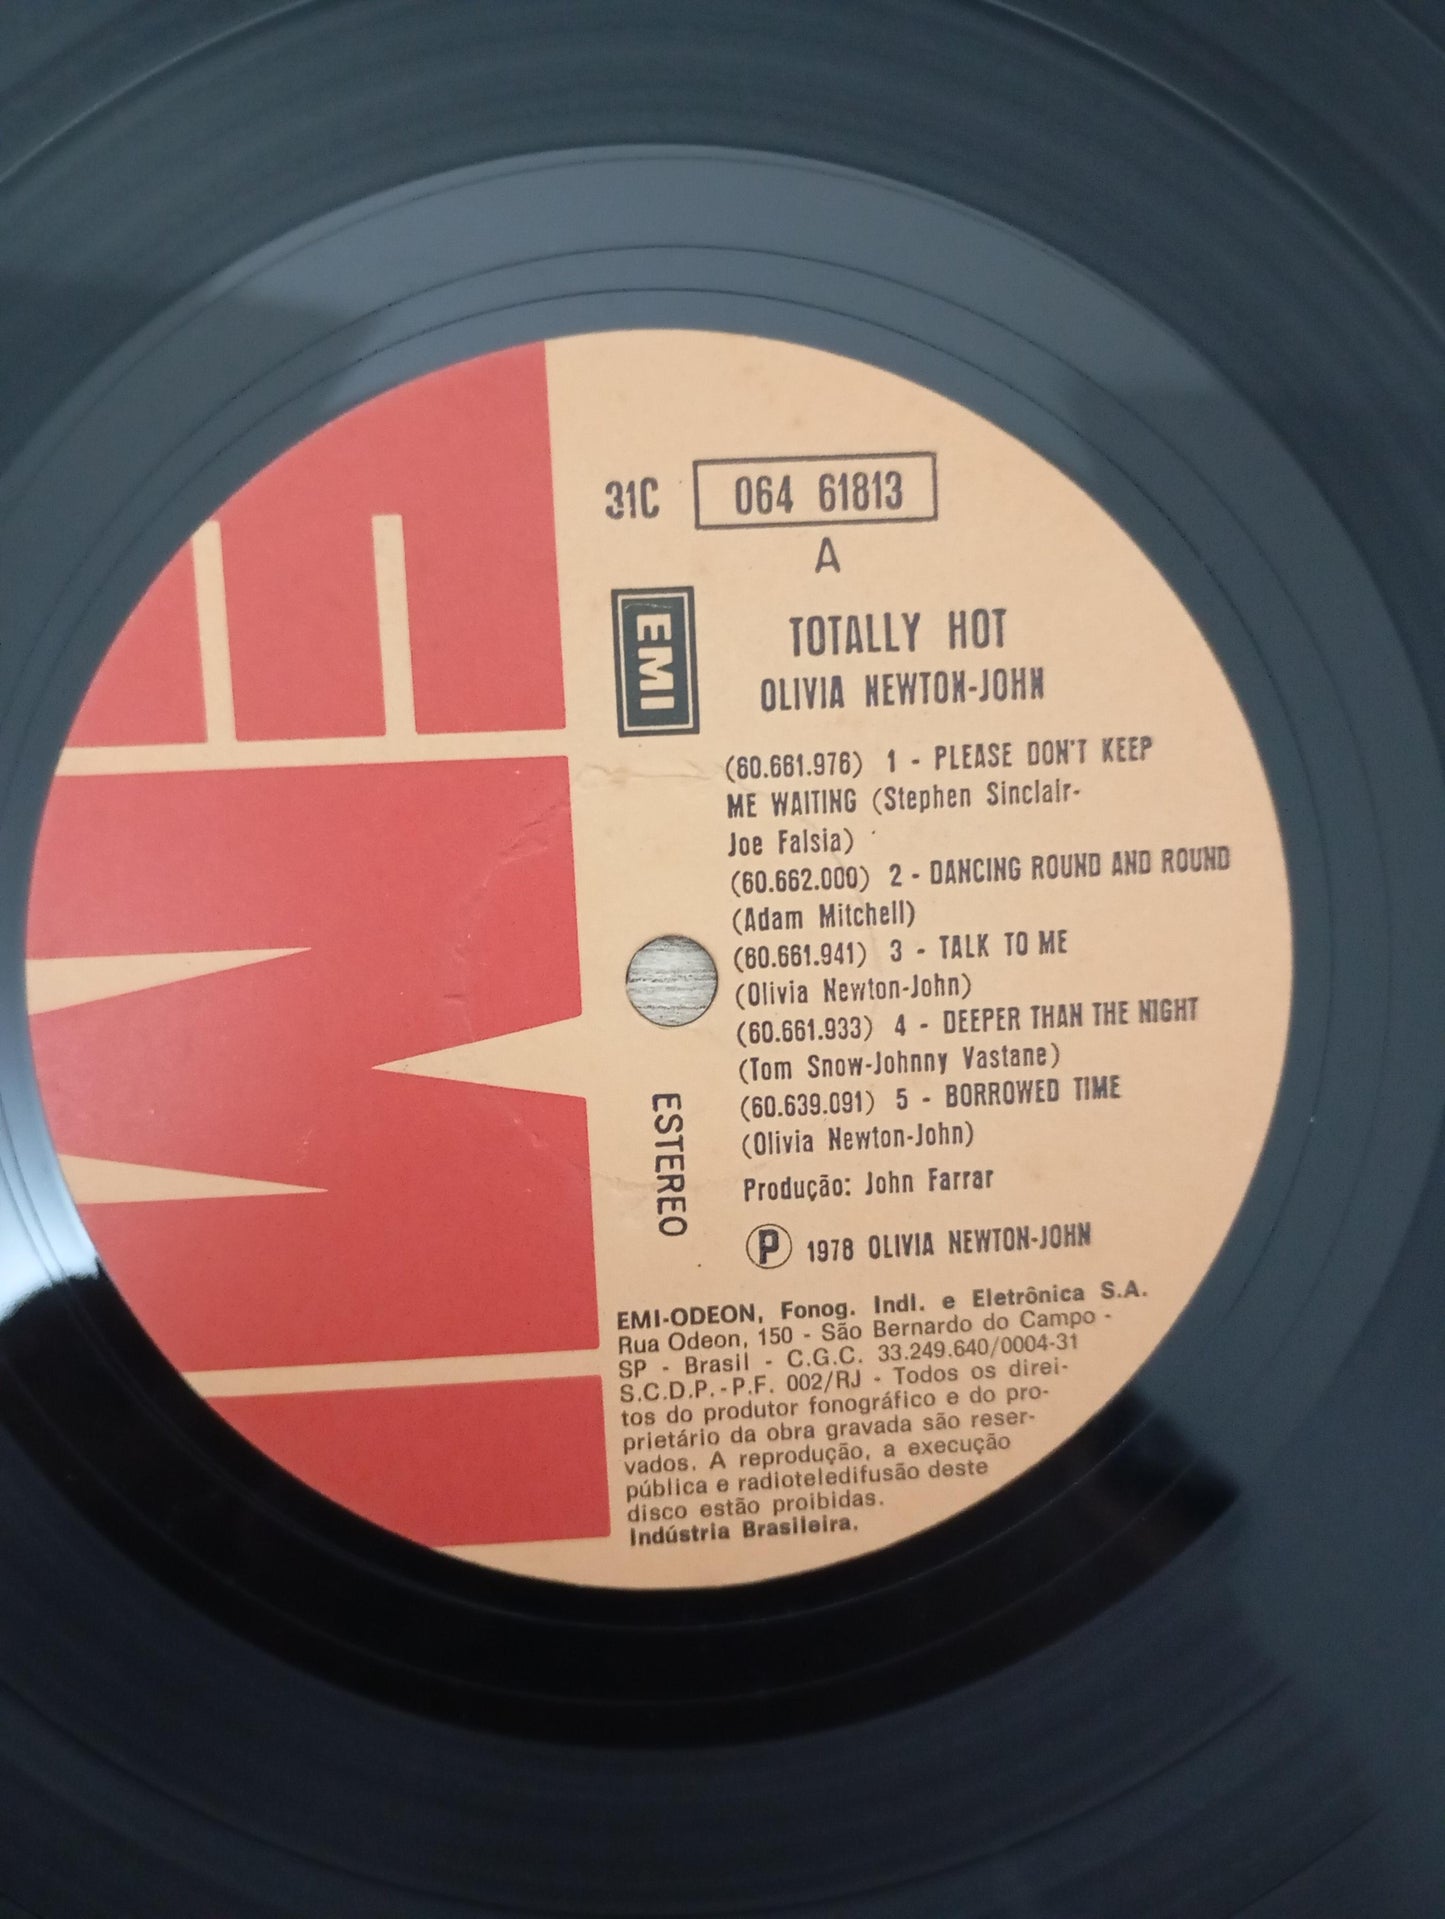 31C 064 61813
A
EMI
TOTALLY HOT
OLIVIA NEWTON-JOHN
(60.661.976) 1 - PLEASE DON'T KEEP
ME WAITING (Stephen Sinclair-
Joe Falsia)
(60.662.000) 2 - DANCING ROUND AND ROUND
(Adam Mitchell)
(60.661.941) 3 - TALK TO ME
(Olivia Newton-John)
(60.661.933) 4 - DEEPER THAN THE NIGHT
(Tom Snow-Johnny Vastane)
(60.639.091) 5 - BORROWED TIME
(Olivia Newton-John)
ESTEREO
Produção: John Farrar
Ⓟ 1978 OLIVIA NEWTON-JOHN
EMI-ODEON, Fonog. Indl. e Eletrônica S.A.
Rua Odeon, 150 - São Bernardo do Campo -
SP - Brasil - C.G.C. 33.249.640/0004-31
S.C.D.P.-P.F. 002/RJ - Todos os direi-
tos do produtor fonográfico e do pro-
prietário da obra gravada são reser-
vados. A reprodução, a execução
pública e radioteledifusão deste
disco estão proibidas.
Indústria Brasileira.
EMI